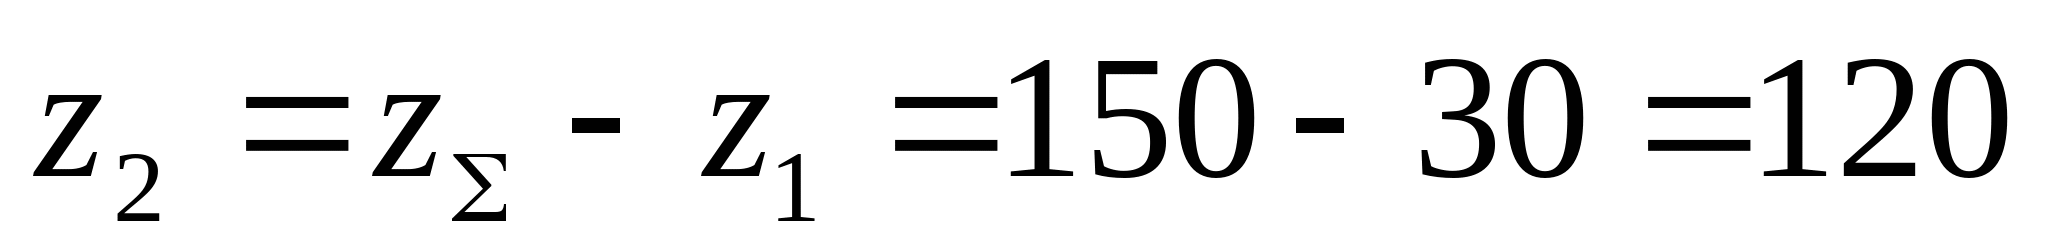 z₂ = z_Σ - z₁ = 150 - 30 = 120